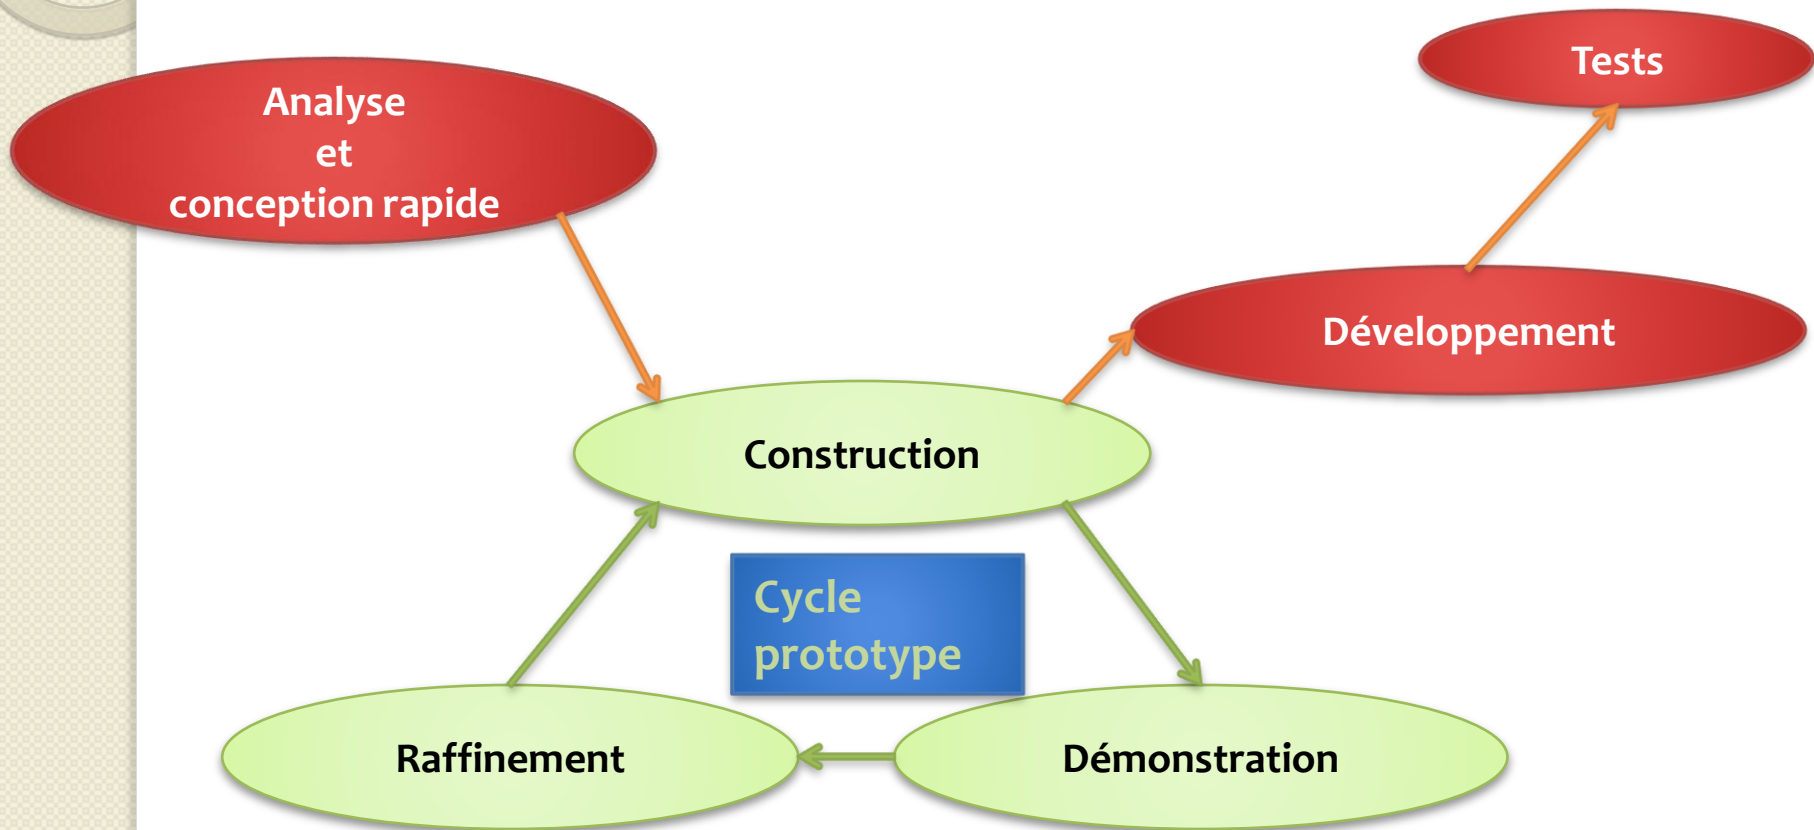 Analyse
et
conception rapide
Tests
Développement
Construction
Cycle
prototype
Raffinement
Démonstration